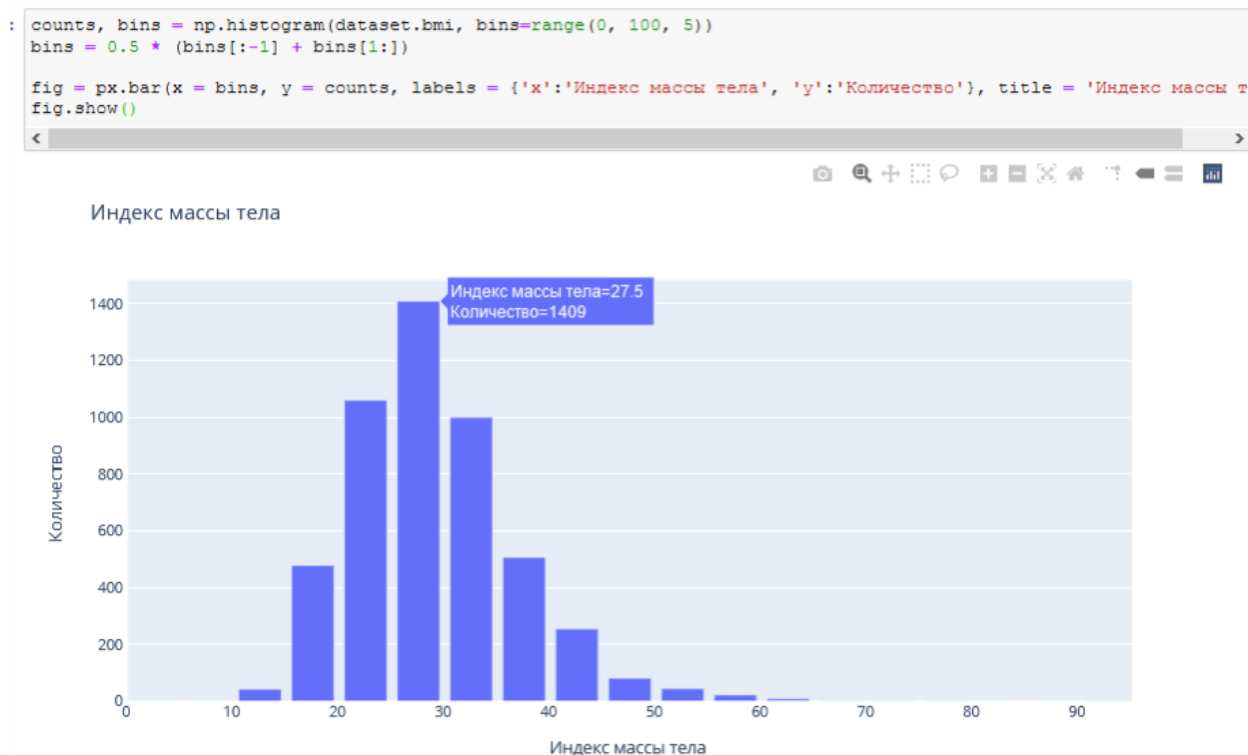 : counts, bins = np.histogram(dataset.bmi, bins=range(0, 100, 5))
bins = 0.5 * (bins[:-1] + bins[1:])
fig = px.bar(x = bins, y = counts, labels = {'x':'Индекс массы тела', 'y':'Количество'}, title = 'Индекс массы т
fig.show()
Индекс массы тела
Индекс массы тела=27.5
Количество=1409
1400
1200
1000
800
600
400
200
0
Количество
0 10 20 30 40 50 60 70 80 90
Индекс массы тела